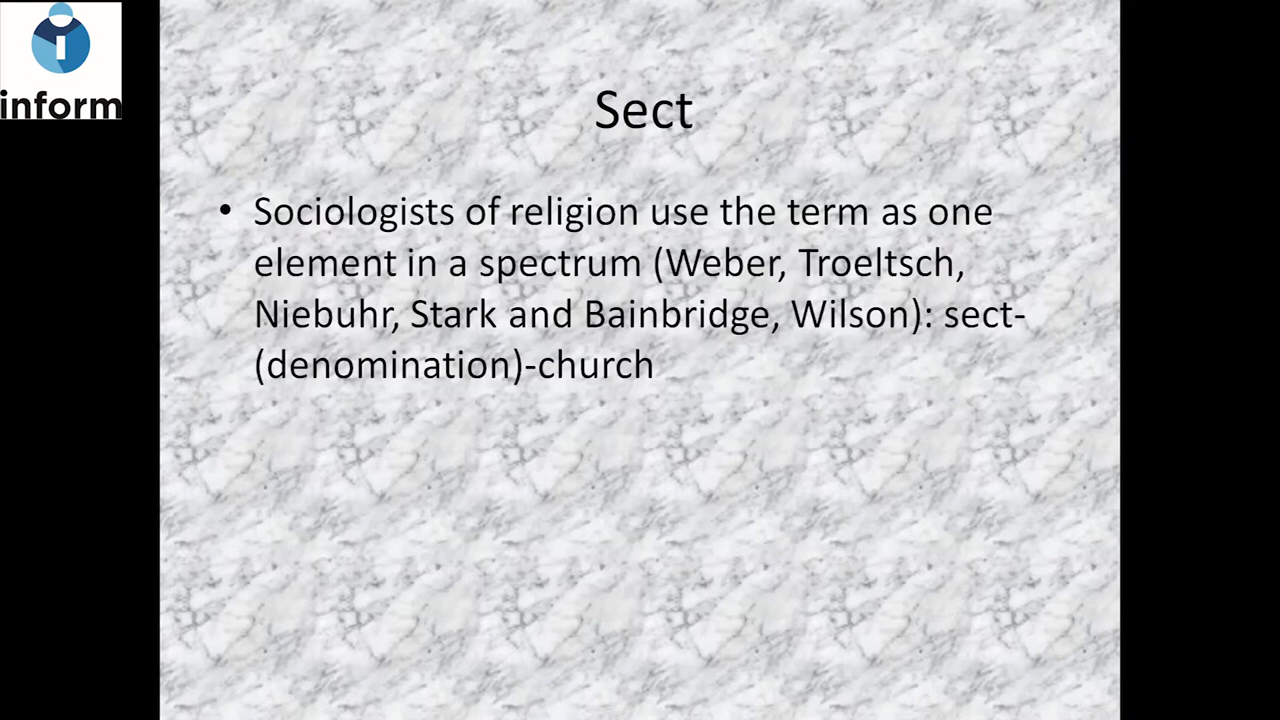 inform
Sect
• Sociologists of religion use the term as one
element in a spectrum (Weber, Troeltsch,
Niebuhr, Stark and Bainbridge, Wilson): sect-
(denomination)-church